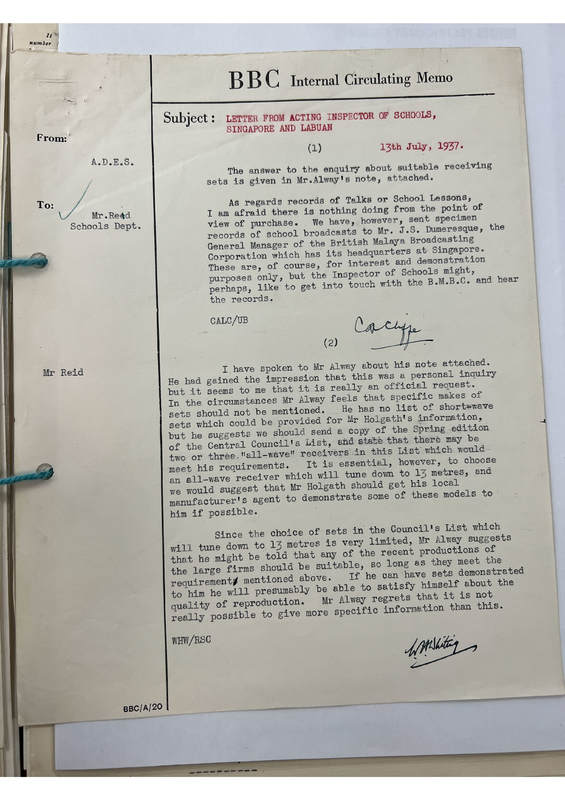 11
number
BBC Internal Circulating Memo
Subject: LETTER FROM ACTING INSPECTOR OF SCHOOLS,
SINGAPORE AND LABUAN
From:
(1) 13th July, 1937.
A.D.E.S.
The answer to the enquiry about suitable receiving
sets is given in Mr.Alway's note, attached.
To:
Mr.Reid
Schools Dept.
As regards records of Talks or School Lessons,
I am afraid there is nothing doing from the point of
view of purchase. We have, however, sent specimen
records of school broadcasts to Mr. J.S. Dumeresque, the
General Manager of the British Malaya Broadcasting
Corporation which has its headquarters at Singapore.
These are, of course, for interest and demonstration
purposes only, but the Inspector of Schools might,
perhaps, like to get into touch with the B.M.B.C. and hear
the records.
CALC/UB
(2)
Mr Reid
I have spoken to Mr Alway about his note attached.
He had gained the impression that this was a personal inquiry
but it seems to me that it is really an official request.
In the circumstances Mr Alway feels that specific makes of
sets should not be mentioned. He has no list of short-wave
sets which could be provided for Mr Holgath's information,
but he suggests we should send a copy of the Spring edition
of the Central Council's List, and state that there may be
two or three "all-wave" receivers in this List which would
meet his requirements. It is essential, however, to choose
an all-wave receiver which will tune down to 13 metres, and
we would suggest that Mr Holgath should get his local
manufacturer's agent to demonstrate some of these models to
him if possible.
Since the choice of sets in the Council's List which
will tune down to 13 metres is very limited, Mr Alway suggests
that he might be told that any of the recent productions of
the large firms should be suitable, so long as they meet the
requirement mentioned above. If he can have sets demonstrated
to him he will presumably be able to satisfy himself about the
quality of reproduction. Mr Alway regrets that it is not
really possible to give more specific information than this.
WHW/RSC
BBC/A/20